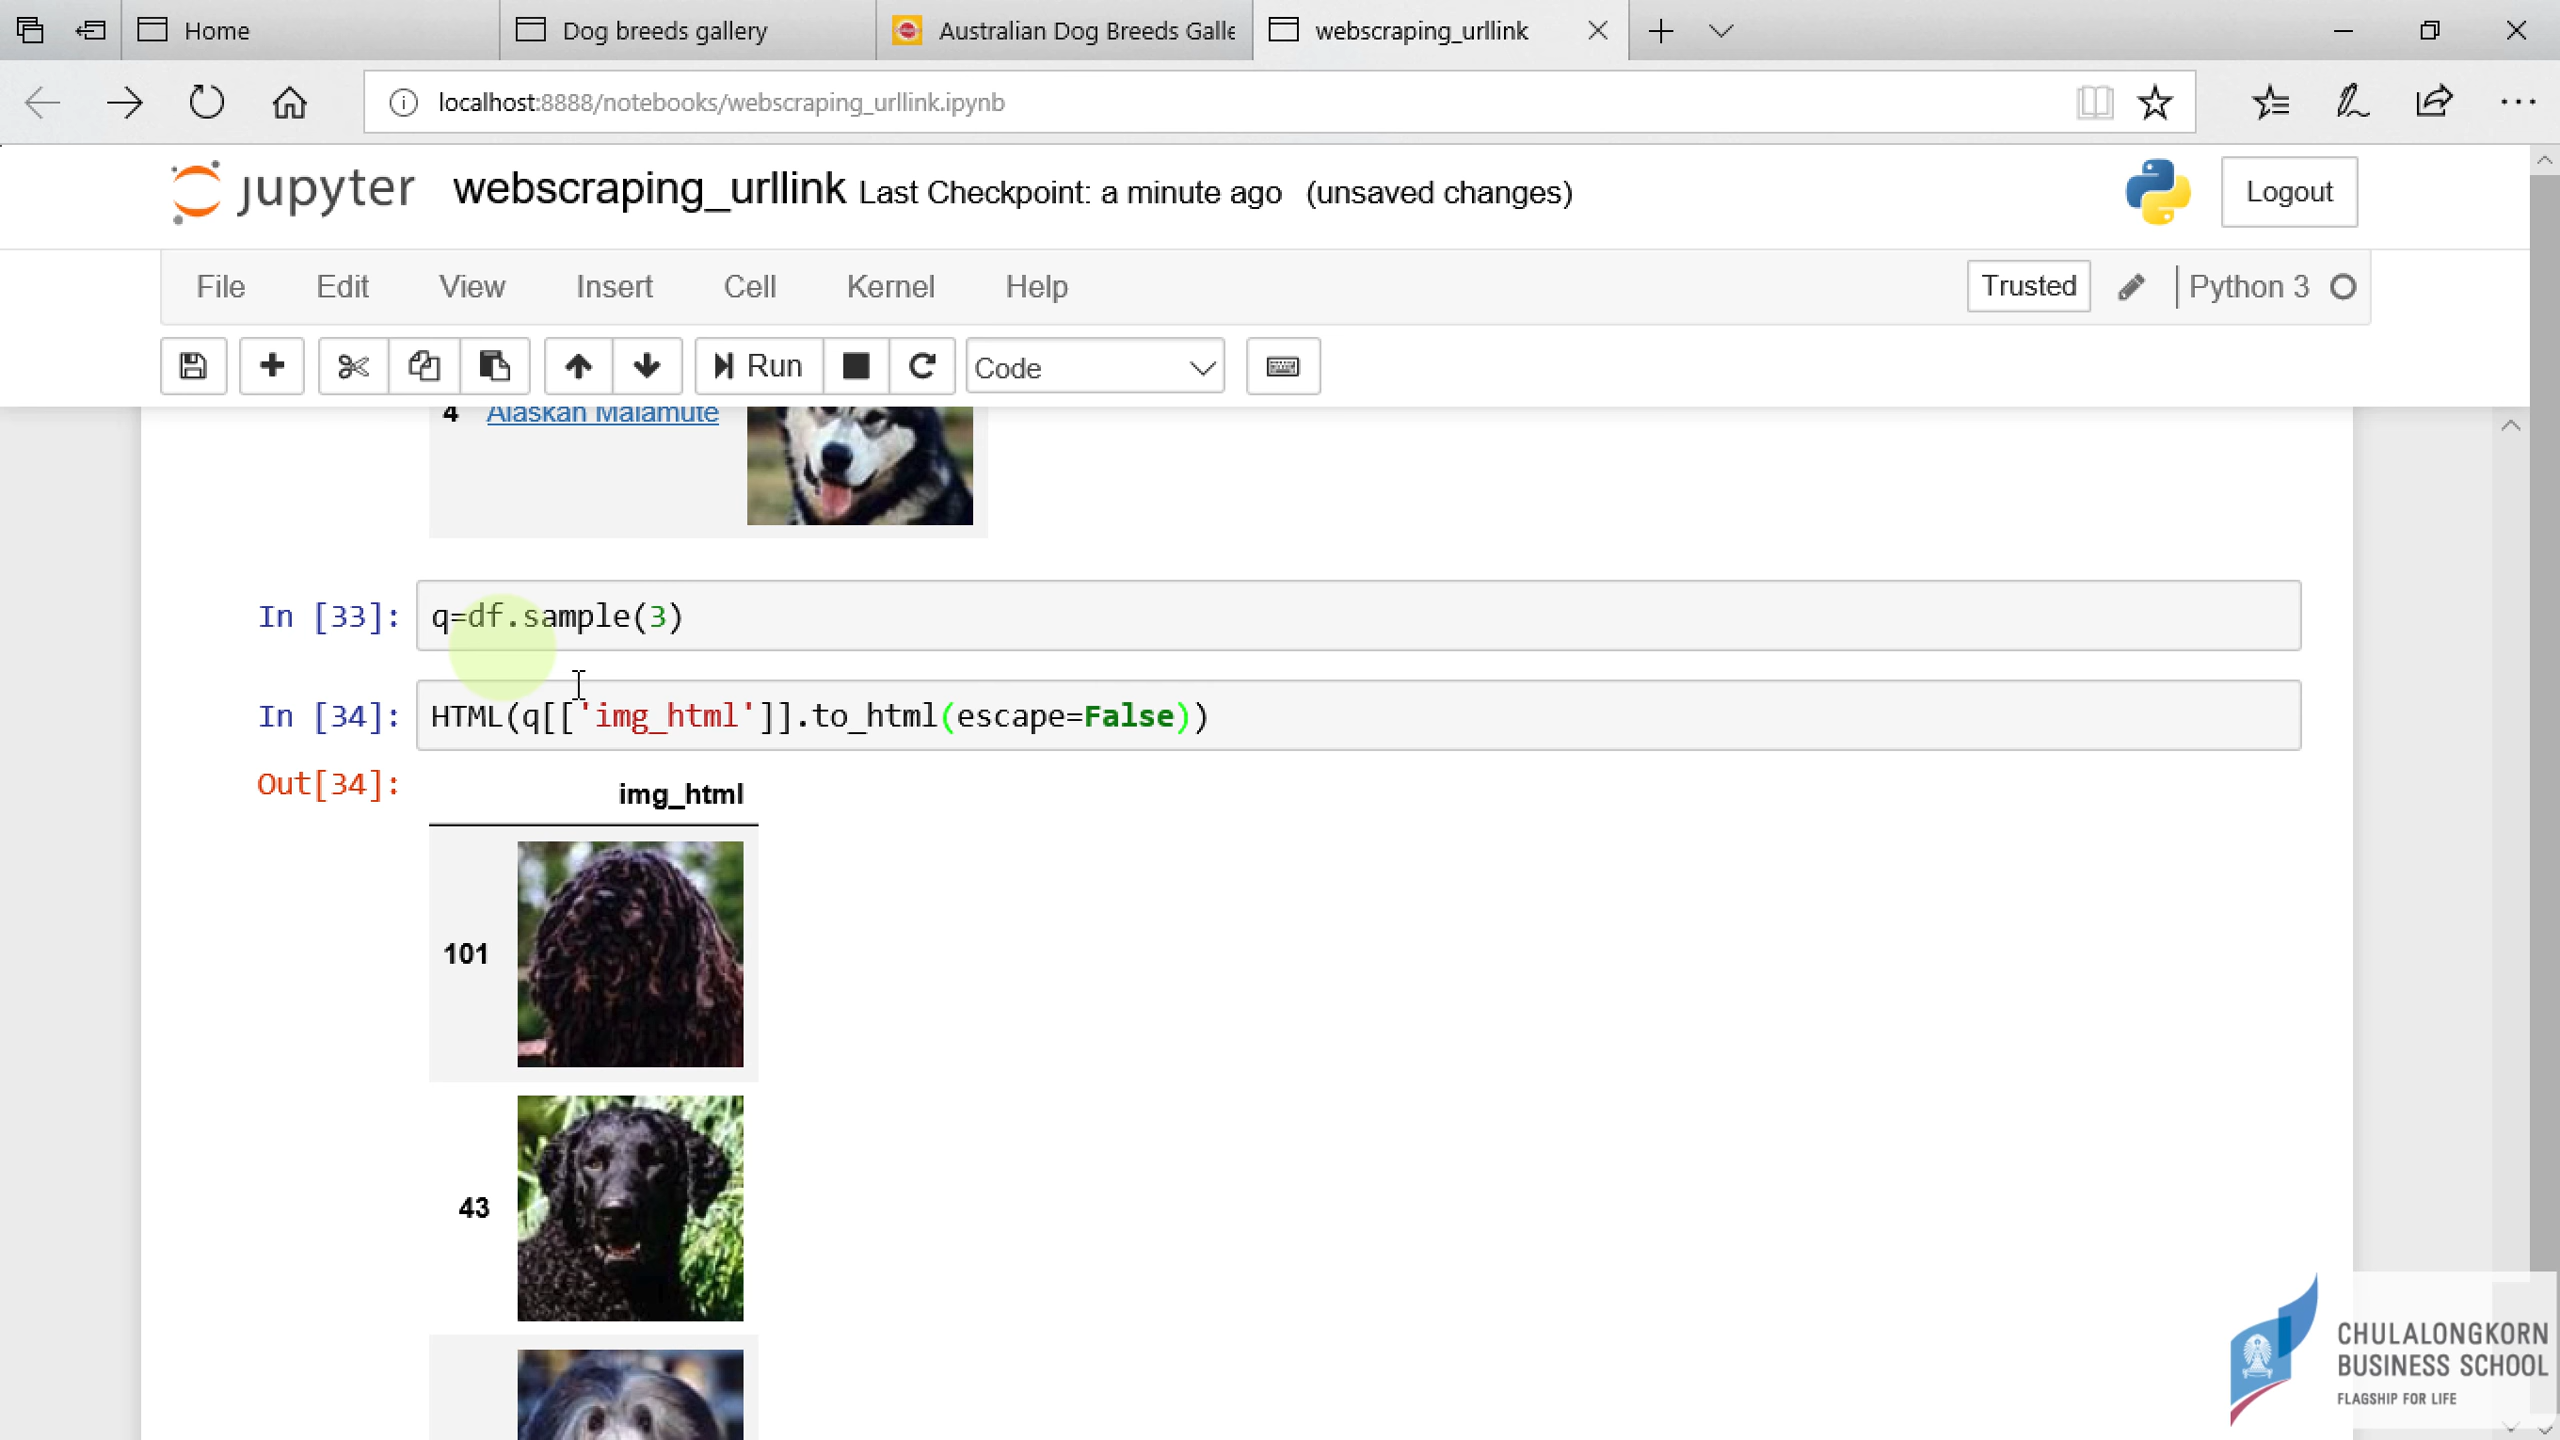 Home
Dog breeds gallery
Australian Dog Breeds Galle
webscraping_urllink
localhost:8888/notebooks/webscraping_urllink.ipynb
jupyter webscraping_urllink Last Checkpoint: a minute ago (unsaved changes)
Logout
File Edit View Insert Cell Kernel Help
Trusted
Python 3
Run
Code
4 Alaskan Malamute
In [33]: q=df.sample(3)
In [34]: HTML(q[['img_html']].to_html(escape=False))
Out[34]:
img_html
101
43
CHULALONGKORN
BUSINESS SCHOOL
FLAGSHIP FOR LIFE